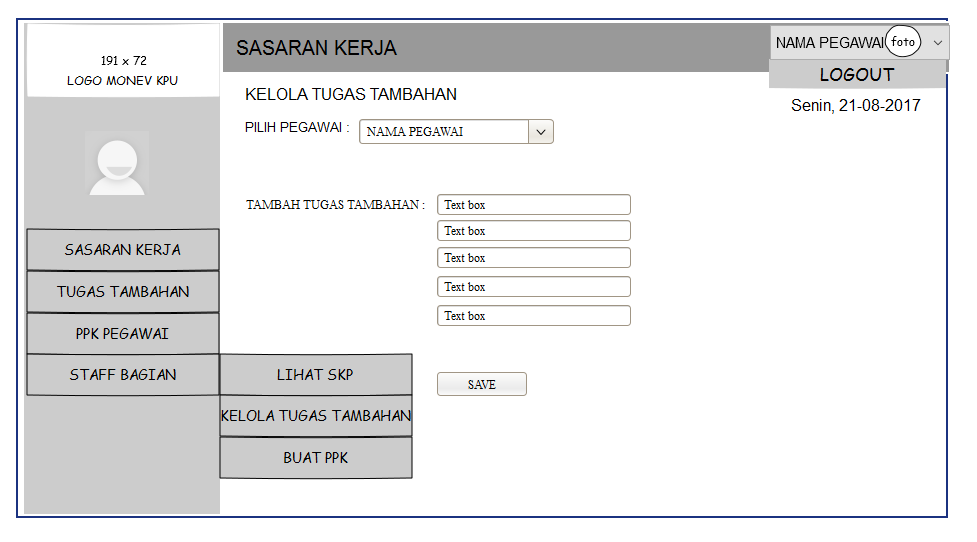 191 x 72
LOGO MONEV KPU
SASARAN KERJA
NAMA PEGAWAI
foto
LOGOUT
Senin, 21-08-2017
KELOLA TUGAS TAMBAHAN
PILIH PEGAWAI :
NAMA PEGAWAI
TAMBAH TUGAS TAMBAHAN :
Text box
Text box
Text box
Text box
Text box
SAVE
SASARAN KERJA
TUGAS TAMBAHAN
PPK PEGAWAI
STAFF BAGIAN
LIHAT SKP
KELOLA TUGAS TAMBAHAN
BUAT PPK